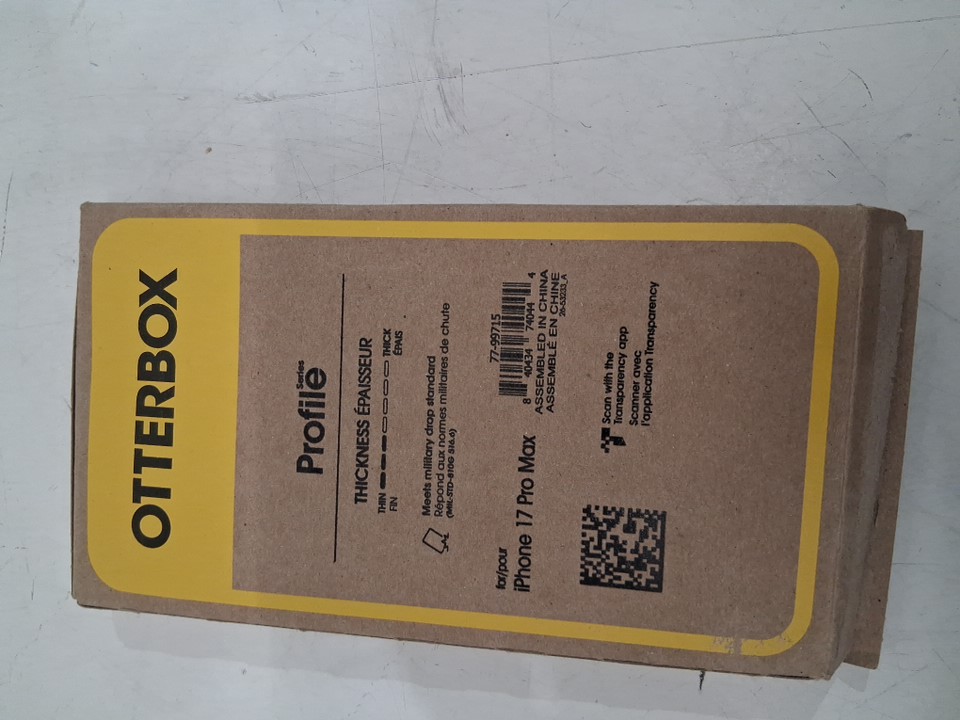 OTTERBOX
Profile Series
THICKNESS ÉPAISSEUR
THIN THICK
FIN ÉPAIS
Meets military drop standard
Répond aux normes militaires de chute
(MIL-STD-810G 516.6)
for/pour
iPhone 17 Pro Max
77-99715
8 40434 74044 4
ASSEMBLED IN CHINA
ASSEMBLÉ EN CHINE
26-53233_A
Scan with the
Transparency app
Scanner avec
l'application Transparency